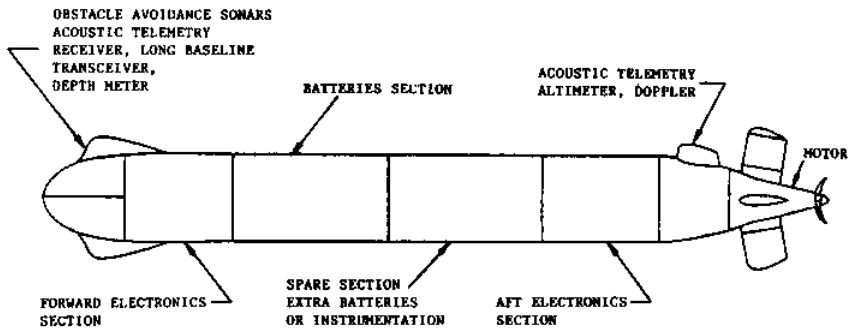 OBSTACLE AVOIDANCE SONARS
ACOUSTIC TELEMETRY
RECEIVER, LONG BASELINE
TRANSCEIVER,
DEPTH METER
BATTERIES SECTION
ACOUSTIC TELEMETRY
ALTIMETER, DOPPLER
MOTOR
FORWARD ELECTRONICS
SECTION
SPARE SECTION
EXTRA BATTERIES
OR INSTRUMENTATION
AFT ELECTRONICS
SECTION